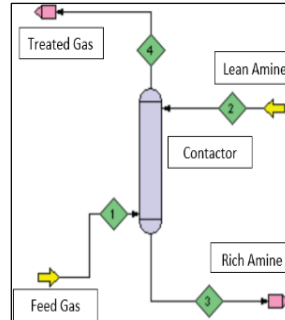 4
Treated Gas
Lean Amine
2
Contactor
1
Rich Amine
Feed Gas
3